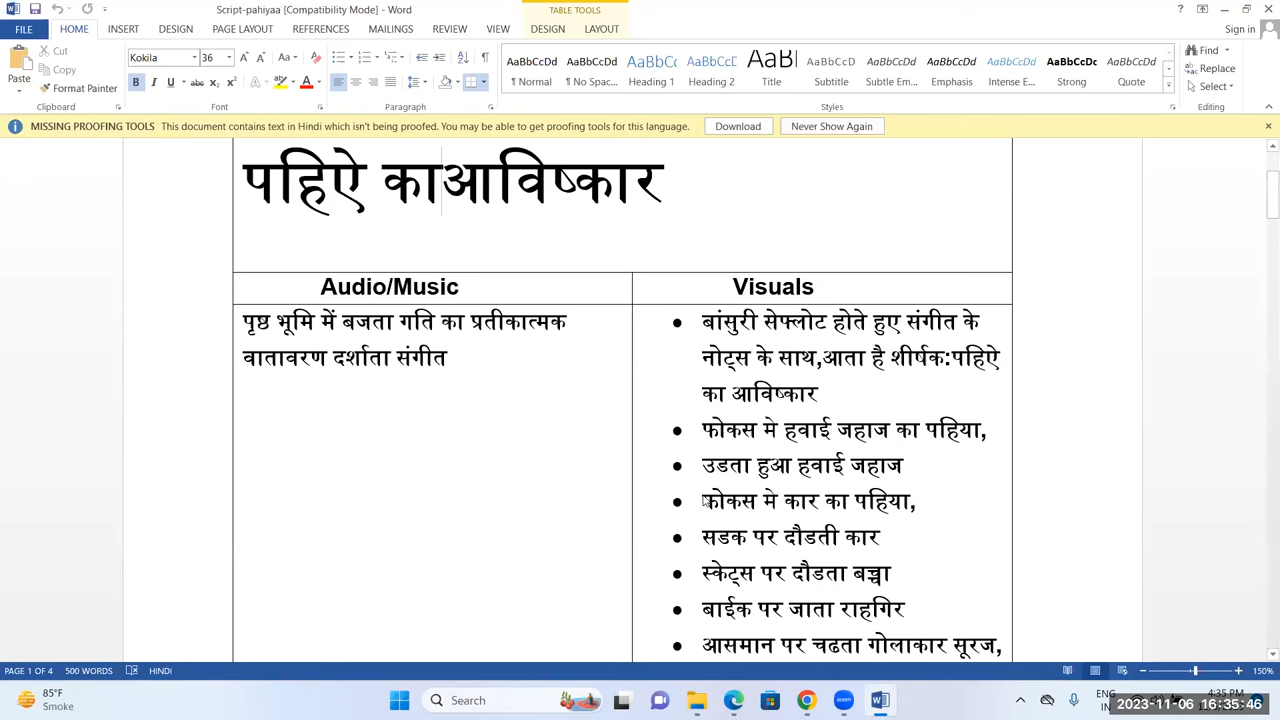 Script-pahiyaa [Compatibility Mode] - Word
TABLE TOOLS
Sign in
FILE HOME INSERT DESIGN PAGE LAYOUT REFERENCES MAILINGS REVIEW VIEW DESIGN LAYOUT
Paste
Cut
Copy
Format Painter
Kokila 36
AaBbCcDd AaBbCcDd AaBbCc AaBbCcD AaB AaBbCcD AaBbCcDd AaBbCcDd AaBbCcDd AaBbCcDd AaBbCcDd
¶ Normal ¶ No Spac... Heading 1 Heading 2 Title Subtitle Subtle Em... Emphasis Intense E... Strong Quote
Find
Replace
Select
Clipboard Font Paragraph Styles Editing
MISSING PROOFING TOOLS This document contains text in Hindi which isn't being proofed. You may be able to get proofing tools for this language. Download Never Show Again
पहिऐ काआविष्कार
Audio/Music Visuals
पृष्ठ भूमि में बजता गति का प्रतीकात्मक
वातावरण दर्शाता संगीत
• बांसुरी सेफ्लोट होते हुए संगीत के
नोट्स के साथ,आता है शीर्षक:पहिऐ
का आविष्कार
• फोकस मे हवाई जहाज का पहिया,
• उडता हुआ हवाई जहाज
• फोकस मे कार का पहिया,
• सडक पर दौडती कार
• स्केट्स पर दौडता बच्चा
• बाईक पर जाता राहगिर
• आसमान पर चढता गोलाकार सूरज,
PAGE 1 OF 4 500 WORDS HINDI 150%
85°F
Smoke
Search
ENG
IN
4:35 PM
2023-11-06 16:35:46